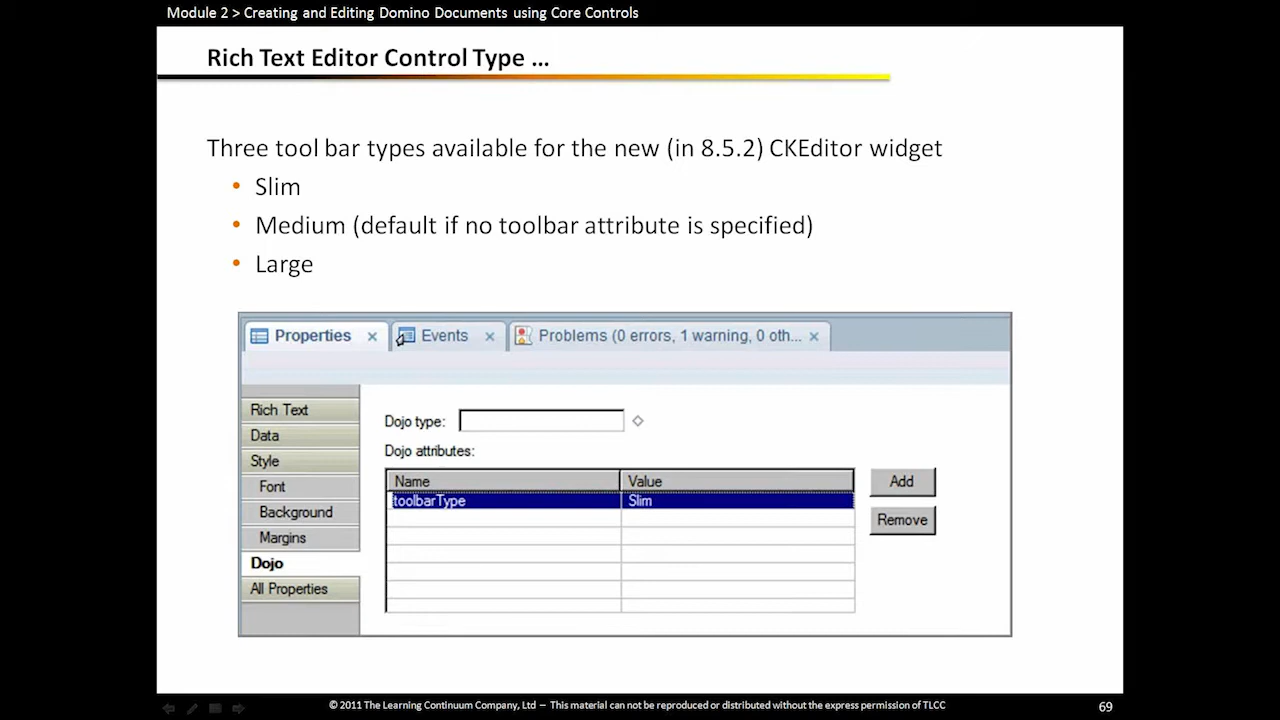 Module 2 > Creating and Editing Domino Documents using Core Controls
Rich Text Editor Control Type ...
Three tool bar types available for the new (in 8.5.2) CKEditor widget
• Slim
• Medium (default if no toolbar attribute is specified)
• Large
Properties Events Problems (0 errors, 1 warning, 0 oth...
Rich Text
Data
Style
Font
Background
Margins
Dojo
All Properties
Dojo type:
Dojo attributes:
Name Value
toolbarType Slim
Add
Remove
© 2011 The Learning Continuum Company, Ltd – This material can not be reproduced or distributed without the express permission of TLCC
69